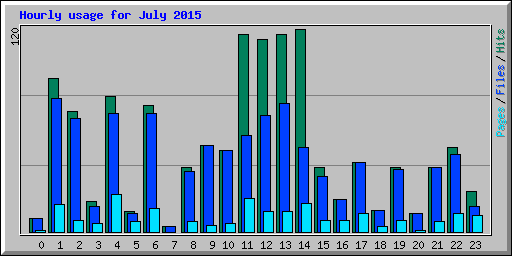 Hourly usage for July 2015
120
Pages/Files/Hits
0 1 2 3 4 5 6 7 8 9 10 11 12 13 14 15 16 17 18 19 20 21 22 23